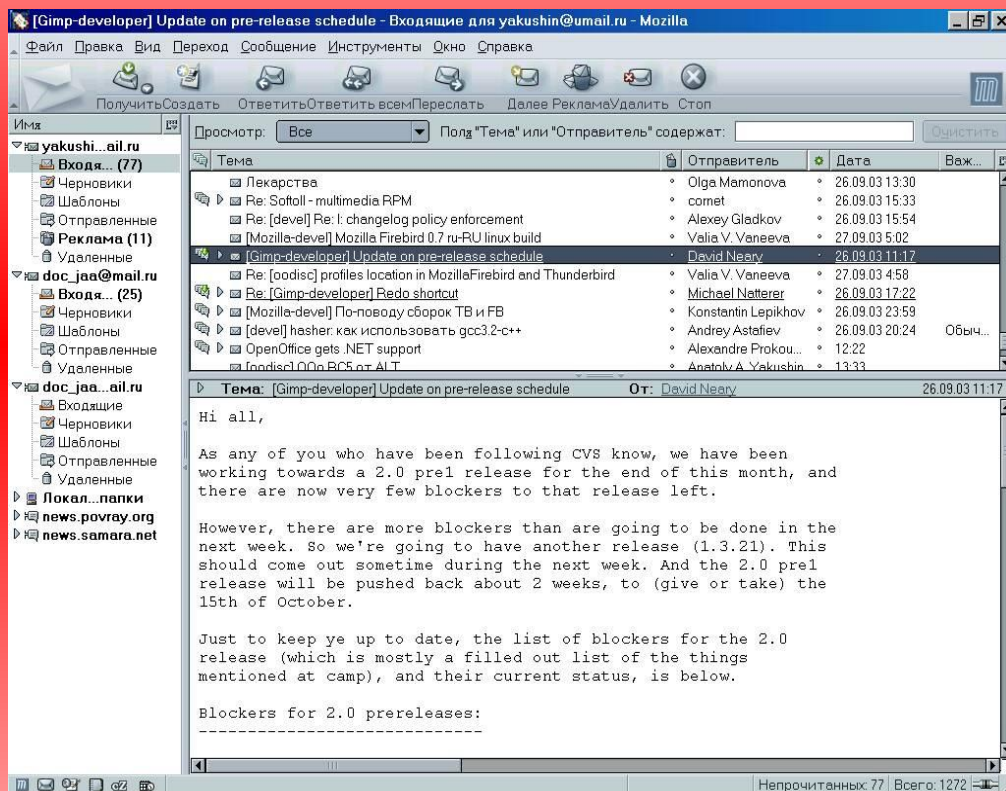 [Gimp-developer] Update on pre-release schedule - Входящие для yakushin@umail.ru - Mozilla
Файл Правка Вид Переход Сообщение Инструменты Окно Справка
Получить Создать Ответить Ответить всем Переслать Далее Реклама Удалить Стоп
Имя
yakushi...ail.ru
Входя... (77)
Черновики
Шаблоны
Отправленные
Реклама (11)
Удаленные
doc_jaa@mail.ru
Входя... (25)
Черновики
Шаблоны
Отправленные
Удаленные
doc_jaa...ail.ru
Входящие
Черновики
Шаблоны
Отправленные
Удаленные
Локал...папки
news.povray.org
news.samara.net
Просмотр: Все Поля "Тема" или "Отправитель" содержат: Очистить
Тема Отправитель Дата Важ...
Лекарства Olga Mamonova 26.09.03 13:30
Re: Softoll - multimedia RPM cornet 26.09.03 15:33
Re: [devel] Re: I: changelog policy enforcement Alexey Gladkov 26.09.03 15:54
[Mozilla-devel] Mozilla Firebird 0.7 ru-RU linux build Valia V. Vaneeva 27.09.03 5:02
[Gimp-developer] Update on pre-release schedule David Neary 26.09.03 11:17
Re: [oodisc] profiles location in MozillaFirebird and Thunderbird Valia V. Vaneeva 27.09.03 4:58
Re: [Gimp-developer] Redo shortcut Michael Natterer 26.09.03 17:22
[Mozilla-devel] По-поводу сборок TB и FB Konstantin Lepikhov 26.09.03 23:59
[devel] hasher: как использовать gcc3.2-c++ Andrey Astafiev 26.09.03 20:24 Обыч...
OpenOffice gets .NET support Alexandre Prokou... 12:22
[oodisc] OOo RC5 от ALT Anatoly A. Yakushin 13:33
Тема: [Gimp-developer] Update on pre-release schedule От: David Neary 26.09.03 11:17
Hi all,
As any of you who have been following CVS know, we have been
working towards a 2.0 pre1 release for the end of this month, and
there are now very few blockers to that release left.
However, there are more blockers than are going to be done in the
next week. So we're going to have another release (1.3.21). This
should come out sometime during the next week. And the 2.0 pre1
release will be pushed back about 2 weeks, to (give or take) the
15th of October.
Just to keep ye up to date, the list of blockers for the 2.0
release (which is mostly a filled out list of the things
mentioned at camp), and their current status, is below.
Blockers for 2.0 prereleases:
-----------------------------
Непрочитанных: 77 Всего: 1272